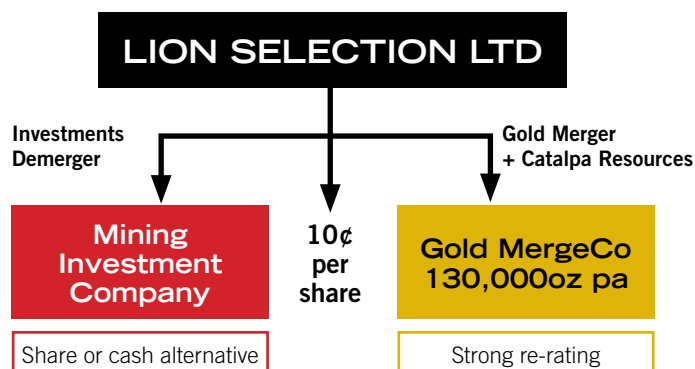 LION SELECTION LTD
Investments
Demerger
Gold Merger
+ Catalpa Resources
Mining
Investment
Company
10¢
per
share
Gold MergeCo
130,000oz pa
Share or cash alternative
Strong re-rating